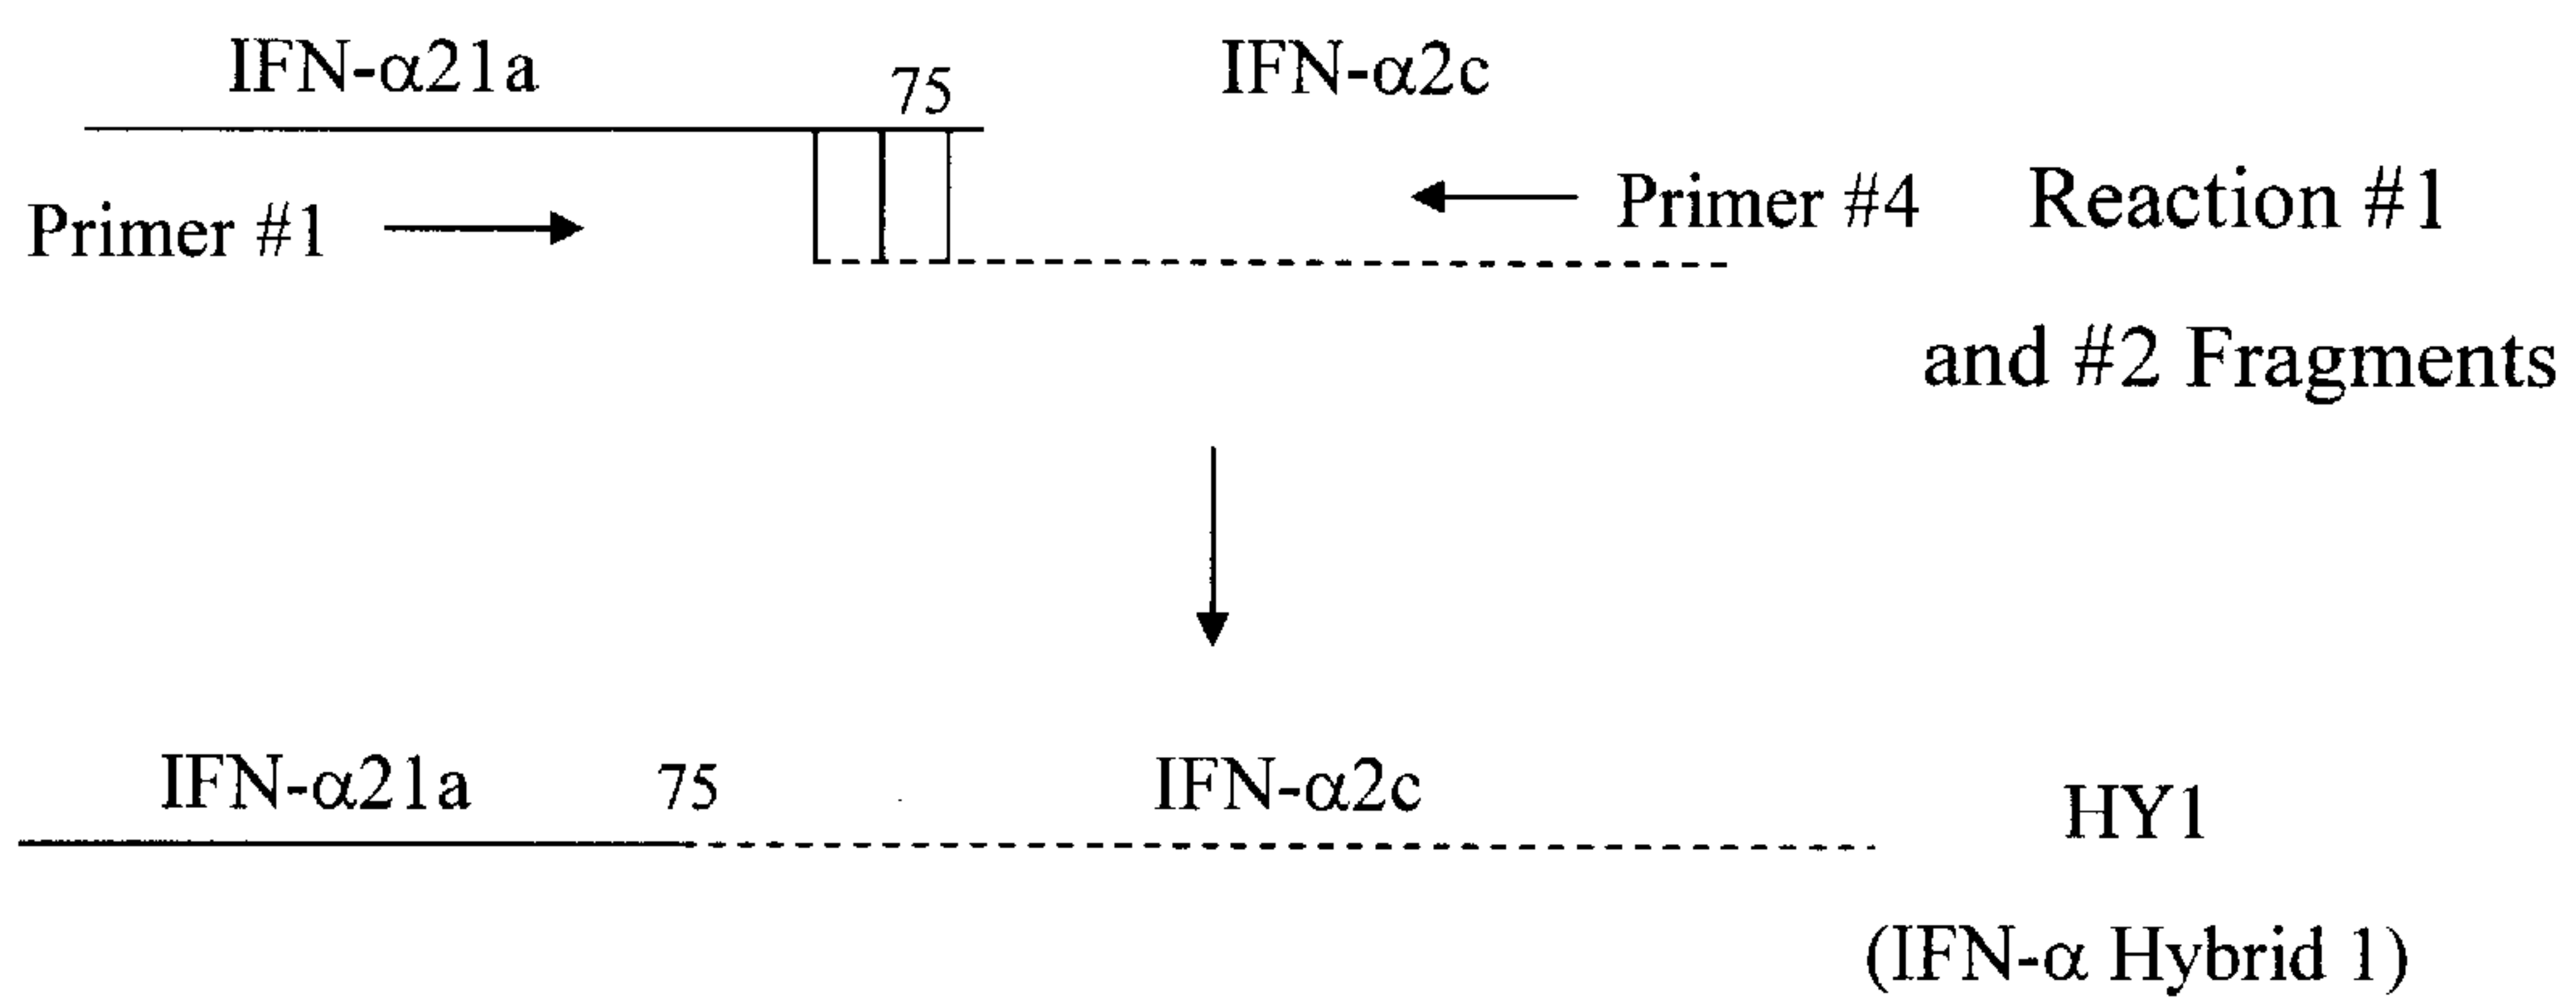 IFN-α21a 75 IFN-α2c
Primer #1 Primer #4 Reaction #1
and #2 Fragments
IFN-α21a 75 IFN-α2c HY1
(IFN-α Hybrid 1)